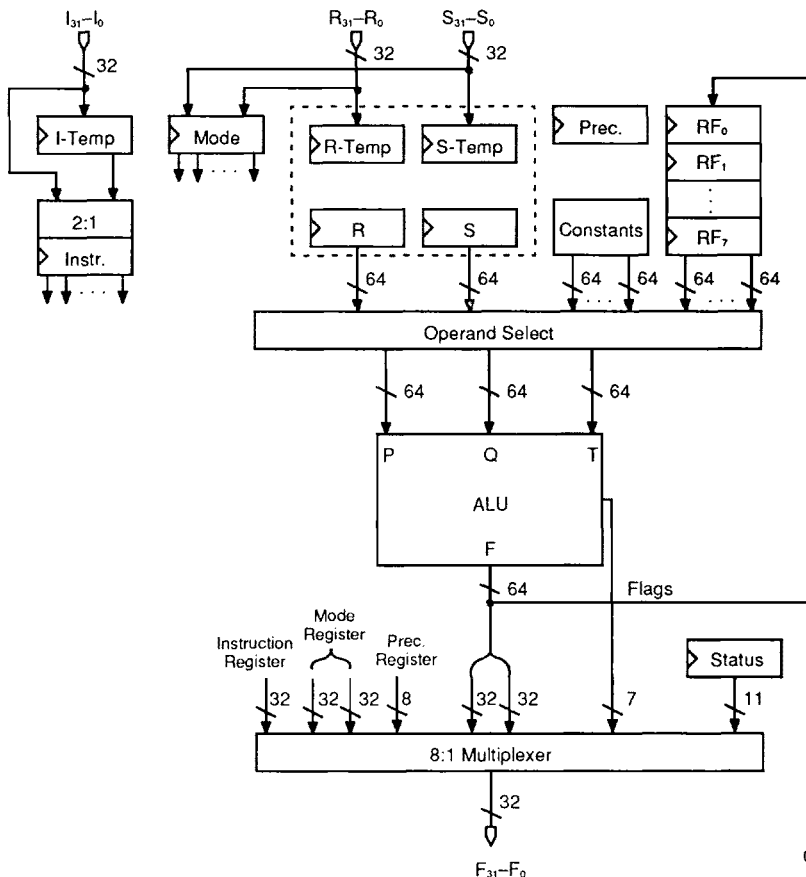 I31–I0
R31–R0
S31–S0
32
32
32
I-Temp
Mode
R-Temp
S-Temp
Prec.
RF0
RF1
2:1
Instr.
R
S
Constants
RF7
64
64
64
64
64
64
Operand Select
64
64
64
P
Q
T
ALU
F
64
Flags
Mode
Register
Instruction
Register
Prec.
Register
Status
32
32
32
8
32
32
7
11
8:1 Multiplexer
32
F31–F0